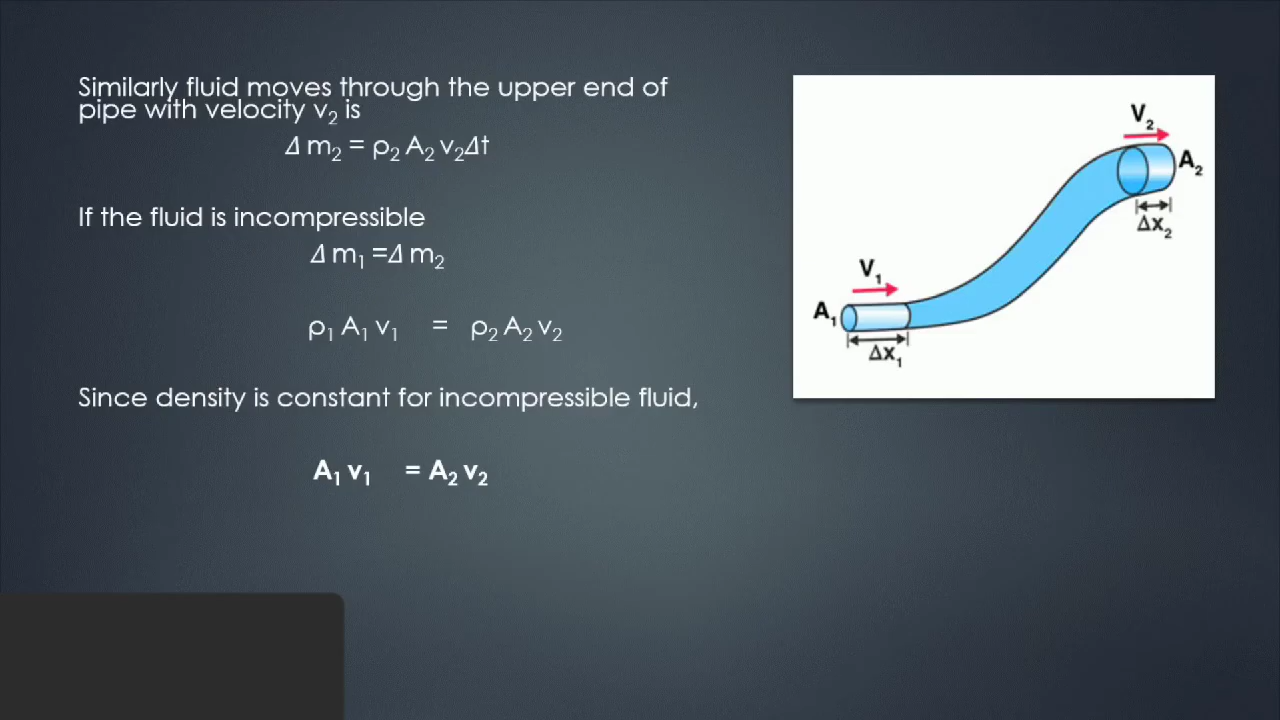 Similarly fluid moves through the upper end of
pipe with velocity v₂ is
Δ m₂ = ρ₂ A₂ v₂Δt
If the fluid is incompressible
Δ m₁ =Δ m₂
ρ₁ A₁ v₁ = ρ₂ A₂ v₂
Since density is constant for incompressible fluid,
A₁ v₁ = A₂ v₂
V₂
A₂
Δx₂
V₁
A₁
Δx₁